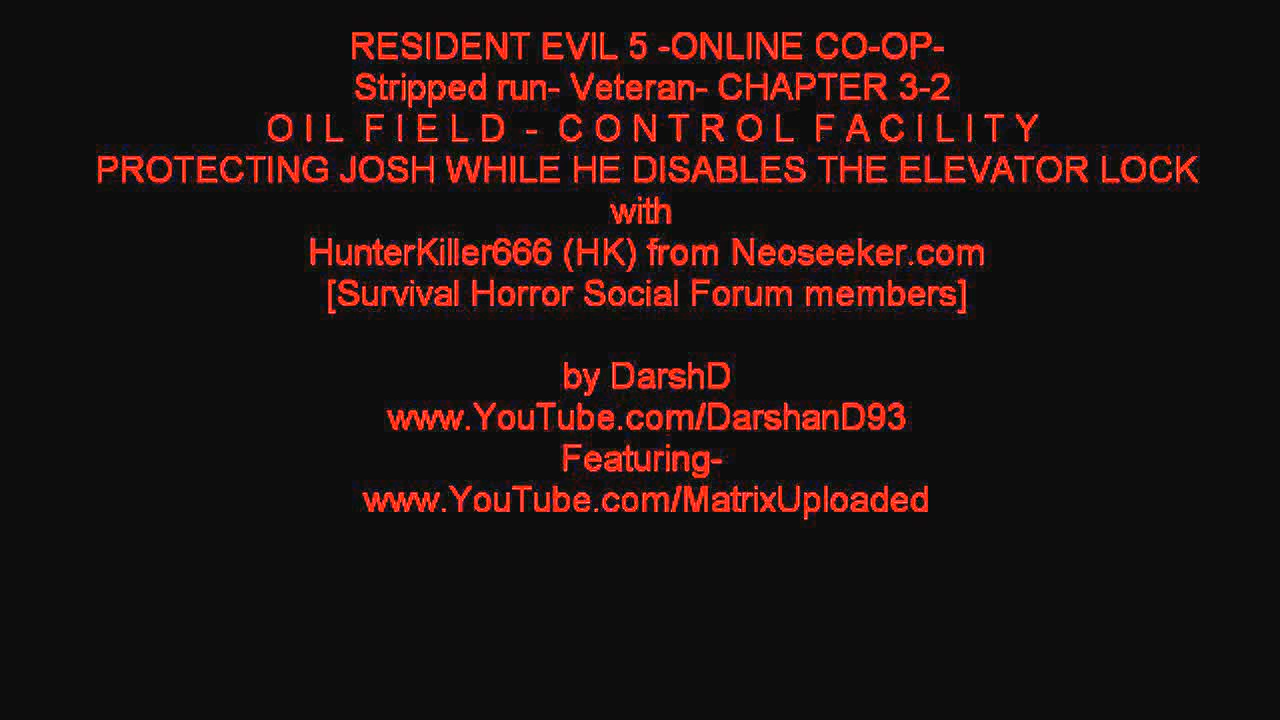 RESIDENT EVIL 5 -ONLINE CO-OP-
Stripped run- Veteran- CHAPTER 3-2
O I L F I E L D - C O N T R O L F A C I L I T Y
PROTECTING JOSH WHILE HE DISABLES THE ELEVATOR LOCK
with
HunterKiller666 (HK) from Neoseeker.com
[Survival Horror Social Forum members]
by DarshD
www.YouTube.com/DarshanD93
Featuring-
www.YouTube.com/MatrixUploaded